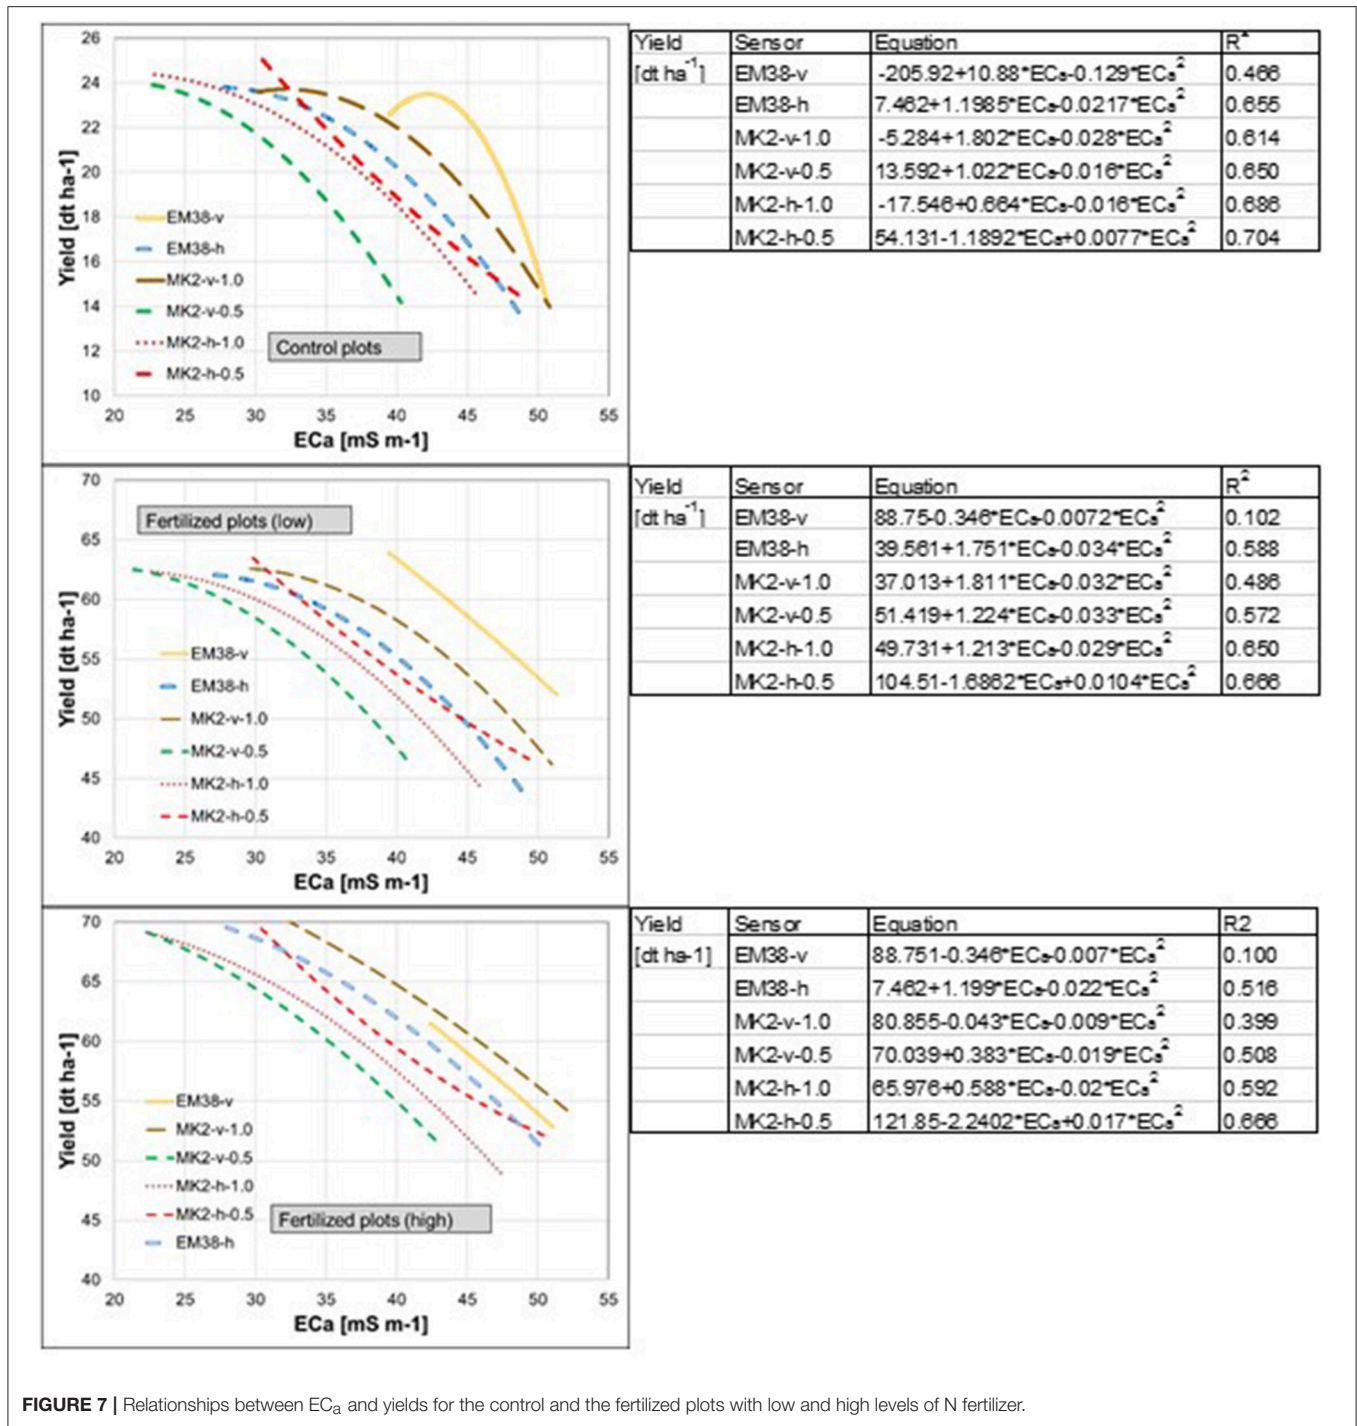 26
24
22
20
18
16
14
12
10
Yield [dt ha-1]
EM38-v
EM38-h
MK2-v-1.0
MK2-v-0.5
MK2-h-1.0
MK2-h-0.5
Control plots
20 25 30 35 40 45 50 55
ECa [mS m-1]
Yield Sensor Equation R²
[dt ha⁻¹] EM38-v -205.92+10.88*ECa-0.129*ECa² 0.466
EM38-h 7.462+1.1985*ECa-0.0217*ECa² 0.655
MK2-v-1.0 -5.284+1.802*ECa-0.028*ECa² 0.614
MK2-v-0.5 13.592+1.022*ECa-0.016*ECa² 0.650
MK2-h-1.0 -17.546+0.664*ECa-0.016*ECa² 0.686
MK2-h-0.5 54.131-1.1892*ECa+0.0077*ECa² 0.704
70
65
60
55
50
45
40
Yield [dt ha-1]
Fertilized plots (low)
EM38-v
EM38-h
MK2-v-1.0
MK2-v-0.5
MK2-h-1.0
MK2-h-0.5
20 25 30 35 40 45 50 55
ECa [mS m-1]
Yield Sensor Equation R²
[dt ha⁻¹] EM38-v 88.75-0.346*ECa-0.0072*ECa² 0.102
EM38-h 39.561+1.751*ECa-0.034*ECa² 0.588
MK2-v-1.0 37.013+1.811*ECa-0.032*ECa² 0.486
MK2-v-0.5 51.419+1.224*ECa-0.033*ECa² 0.572
MK2-h-1.0 49.731+1.213*ECa-0.029*ECa² 0.650
MK2-h-0.5 104.51-1.6862*ECa+0.0104*ECa² 0.666
70
65
60
55
50
45
40
Yield [dt ha-1]
EM38-v
MK2-v-1.0
MK2-v-0.5
MK2-h-1.0
MK2-h-0.5
EM38-h
Fertilized plots (high)
20 25 30 35 40 45 50 55
ECa [mS m-1]
Yield Sensor Equation R2
[dt ha-1] EM38-v 88.751-0.346*ECa-0.007*ECa² 0.100
EM38-h 7.462+1.199*ECa-0.022*ECa² 0.516
MK2-v-1.0 80.855-0.043*ECa-0.009*ECa² 0.399
MK2-v-0.5 70.039+0.383*ECa-0.019*ECa² 0.508
MK2-h-1.0 65.976+0.588*ECa-0.02*ECa² 0.592
MK2-h-0.5 121.85-2.2402*ECa+0.017*ECa² 0.666
FIGURE 7 | Relationships between ECa and yields for the control and the fertilized plots with low and high levels of N fertilizer.